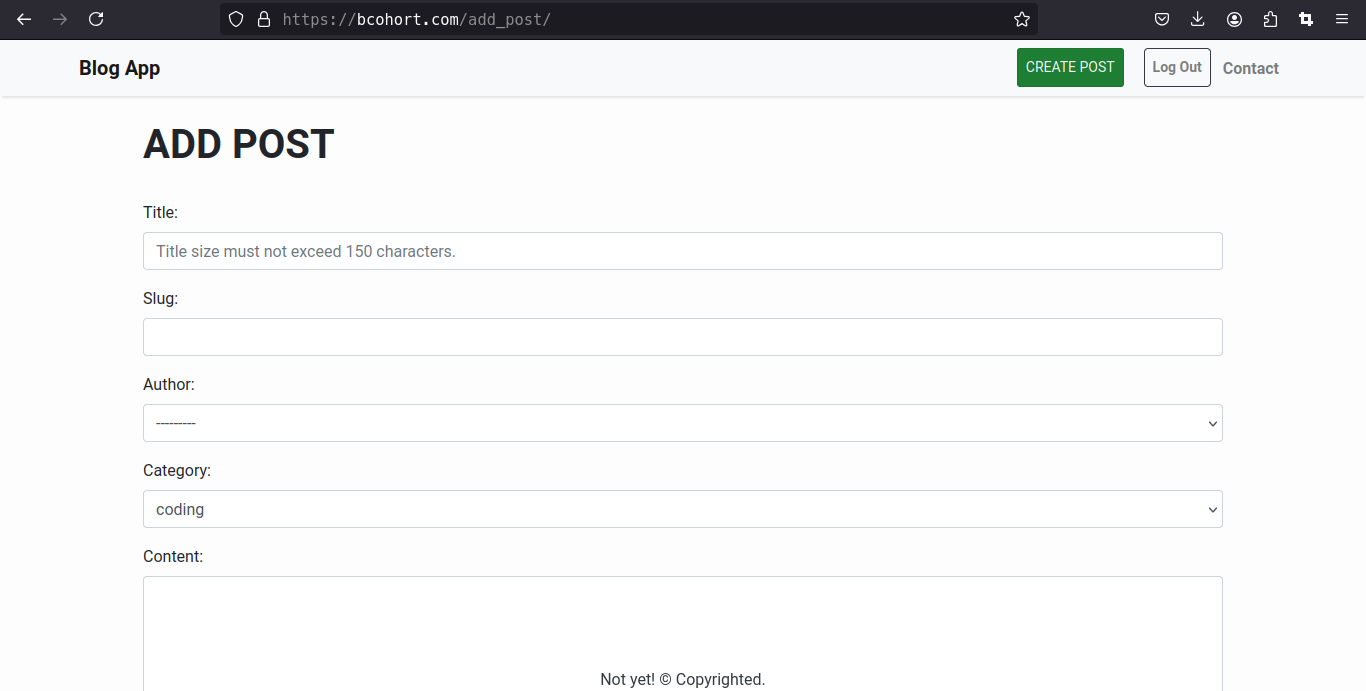 https://bcohort.com/add_post/
Blog App
CREATE POST
Log Out
Contact
ADD POST
Title:
Title size must not exceed 150 characters.
Slug:
Author:
---------
Category:
coding
Content:
Not yet! © Copyrighted.